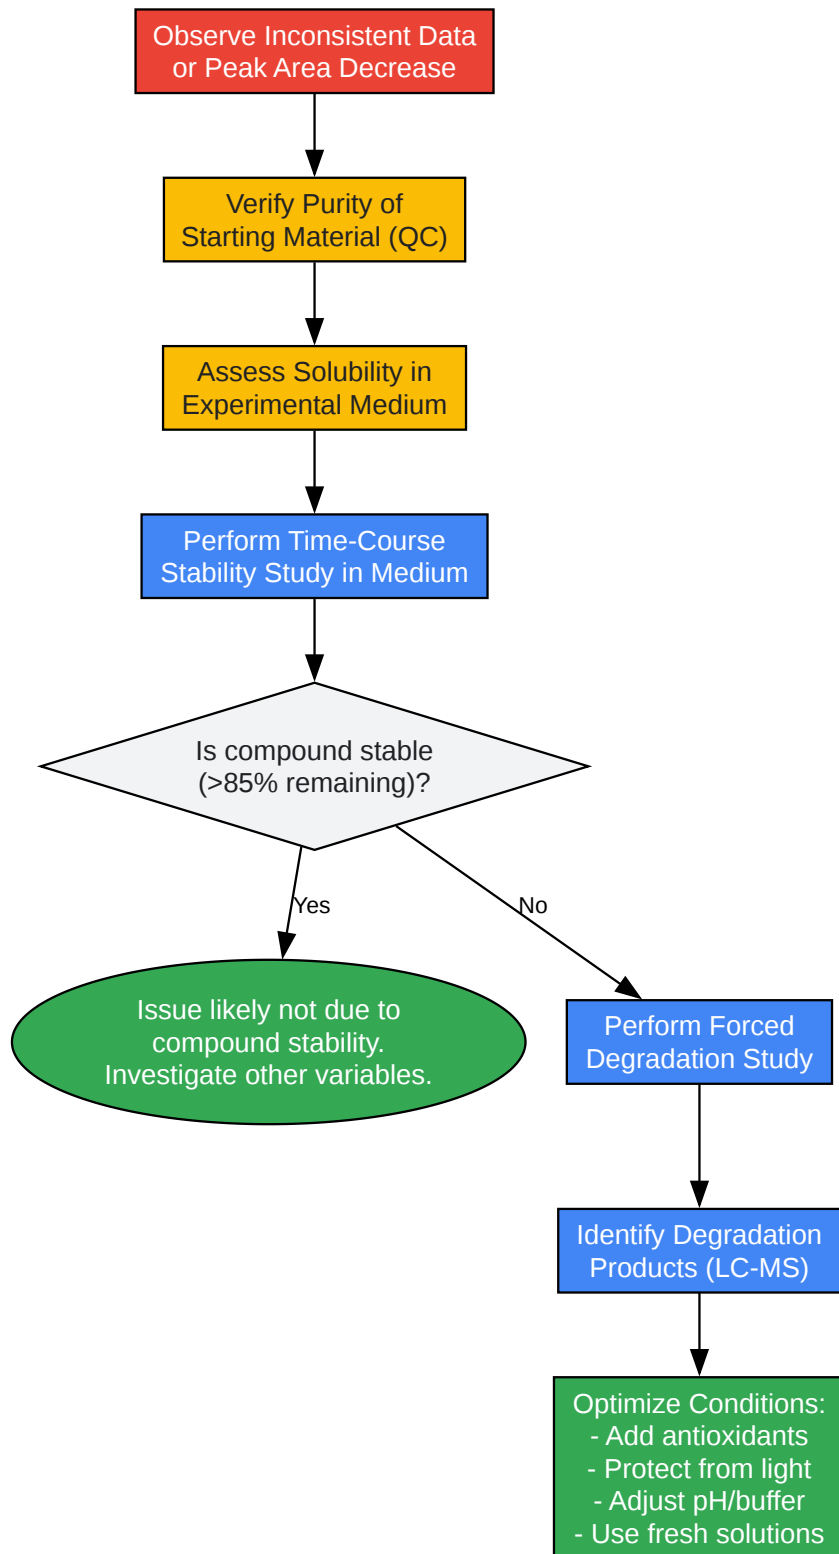 Observe Inconsistent Data
or Peak Area Decrease
Verify Purity of
Starting Material (QC)
Assess Solubility in
Experimental Medium
Perform Time-Course
Stability Study in Medium
Is compound stable
(>85% remaining)?
Yes
No
Issue likely not due to
compound stability.
Investigate other variables.
Perform Forced
Degradation Study
Identify Degradation
Products (LC-MS)
Optimize Conditions:
- Add antioxidants
- Protect from light
- Adjust pH/buffer
- Use fresh solutions